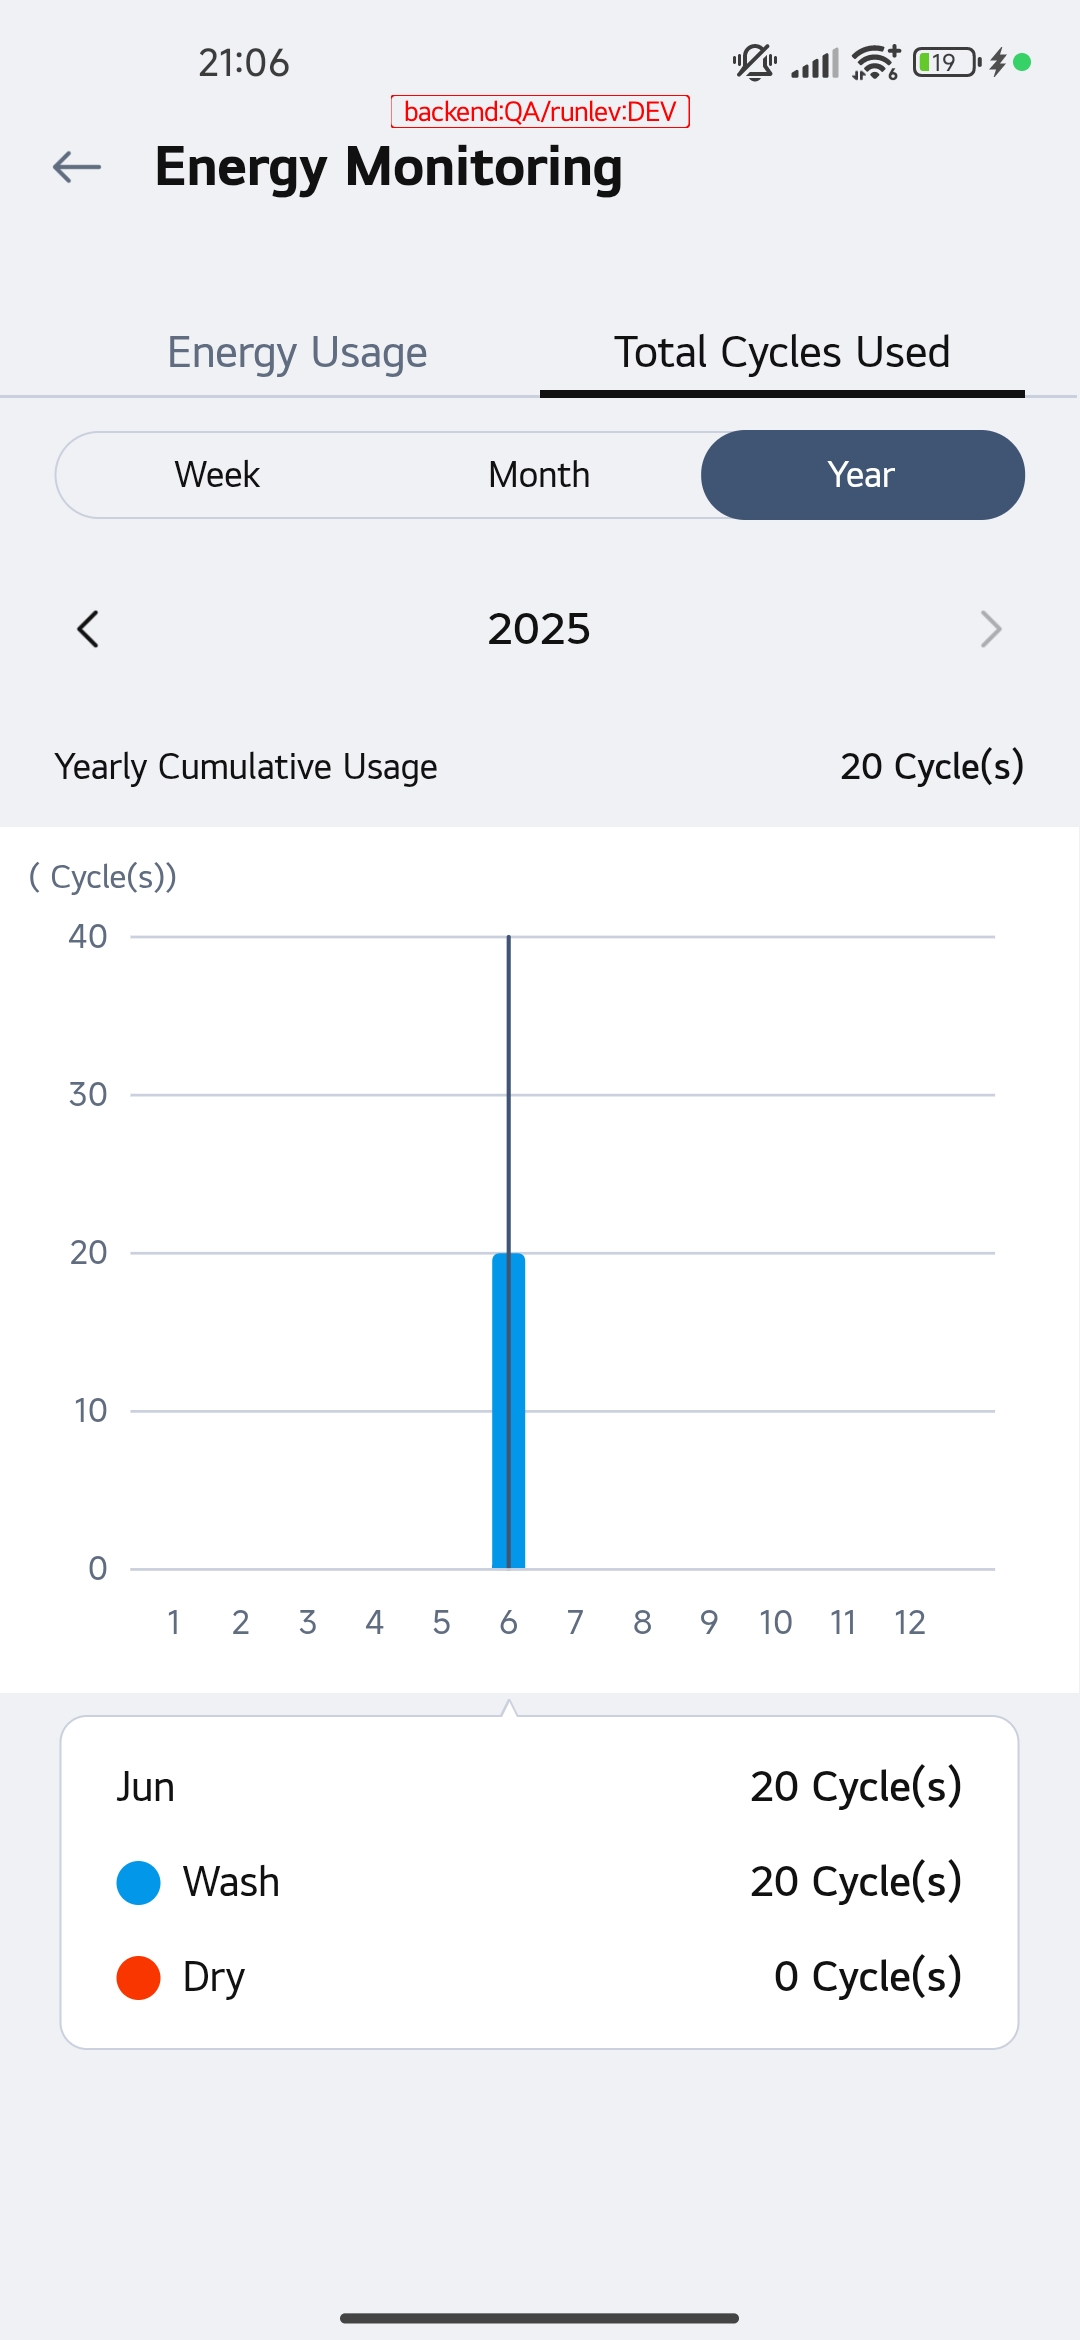 21:06
6
19
backend:QA/runlev:DEV
Energy Monitoring
Energy Usage
Total Cycles Used
Week
Month
Year
2025
Yearly Cumulative Usage
20 Cycle(s)
( Cycle(s))
40
30
20
10
0
1 2 3 4 5 6 7 8 9 10 11 12
Jun 20 Cycle(s)
Wash 20 Cycle(s)
Dry 0 Cycle(s)